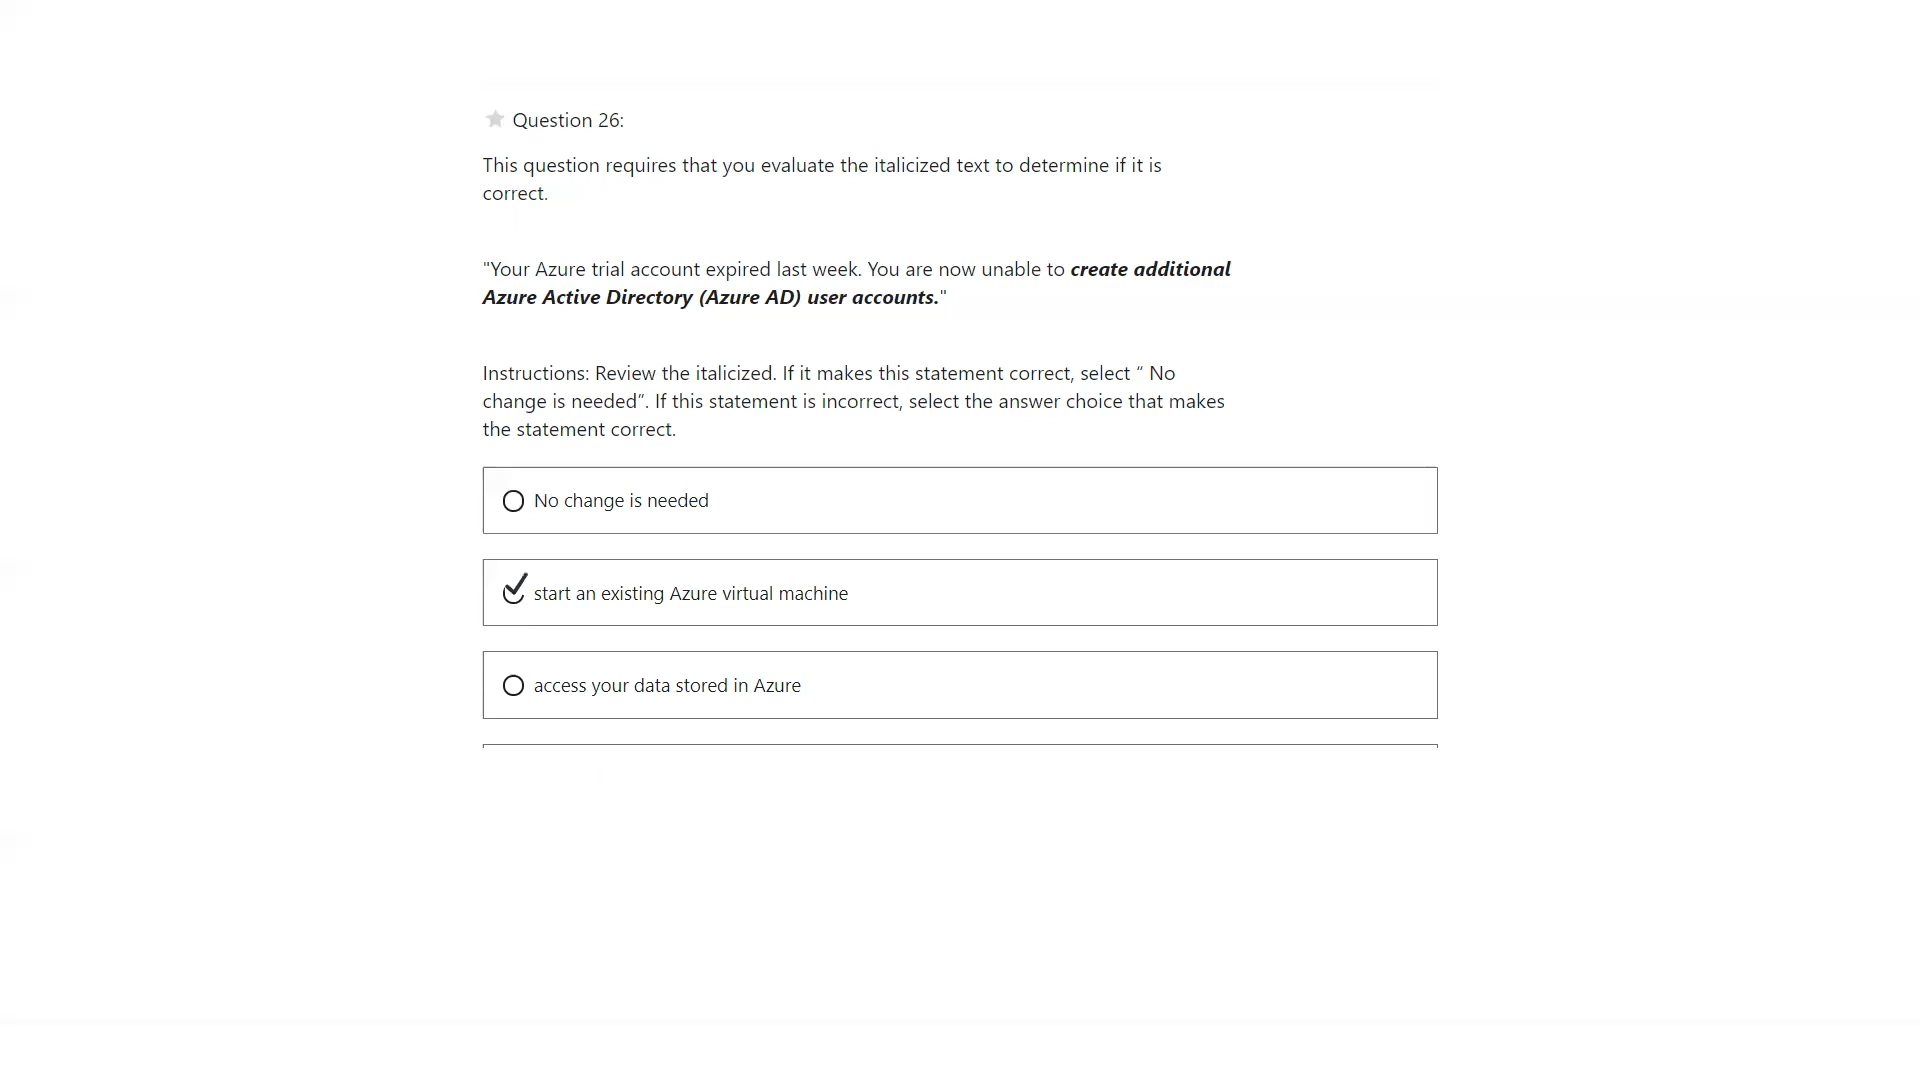 Question 26:
This question requires that you evaluate the italicized text to determine if it is
correct.
"Your Azure trial account expired last week. You are now unable to create additional
Azure Active Directory (Azure AD) user accounts."
Instructions: Review the italicized. If it makes this statement correct, select “ No
change is needed”. If this statement is incorrect, select the answer choice that makes
the statement correct.
No change is needed
start an existing Azure virtual machine
access your data stored in Azure